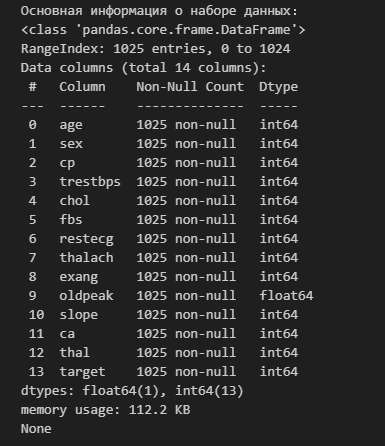 Основная информация о наборе данных:
<class 'pandas.core.frame.DataFrame'>
RangeIndex: 1025 entries, 0 to 1024
Data columns (total 14 columns):
 #   Column    Non-Null Count  Dtype
---  ------    --------------  -----
 0   age       1025 non-null   int64
 1   sex       1025 non-null   int64
 2   cp        1025 non-null   int64
 3   trestbps  1025 non-null   int64
 4   chol      1025 non-null   int64
 5   fbs       1025 non-null   int64
 6   restecg   1025 non-null   int64
 7   thalach   1025 non-null   int64
 8   exang     1025 non-null   int64
 9   oldpeak   1025 non-null   float64
 10  slope     1025 non-null   int64
 11  ca        1025 non-null   int64
 12  thal      1025 non-null   int64
 13  target    1025 non-null   int64
dtypes: float64(1), int64(13)
memory usage: 112.2 KB
None